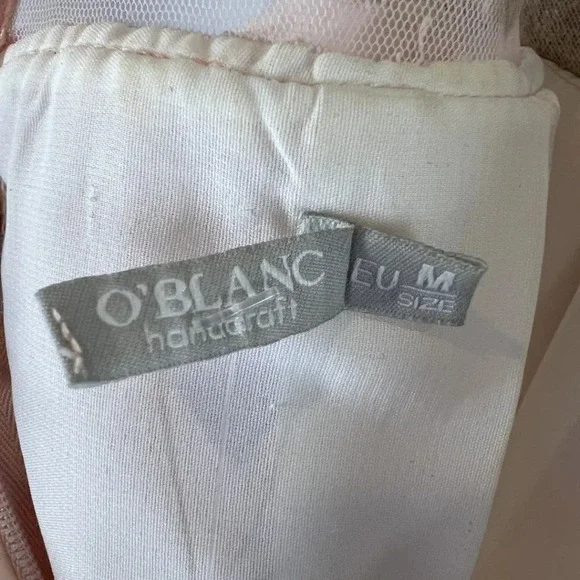 O'BLANC
handcraft
EU M
SIZE